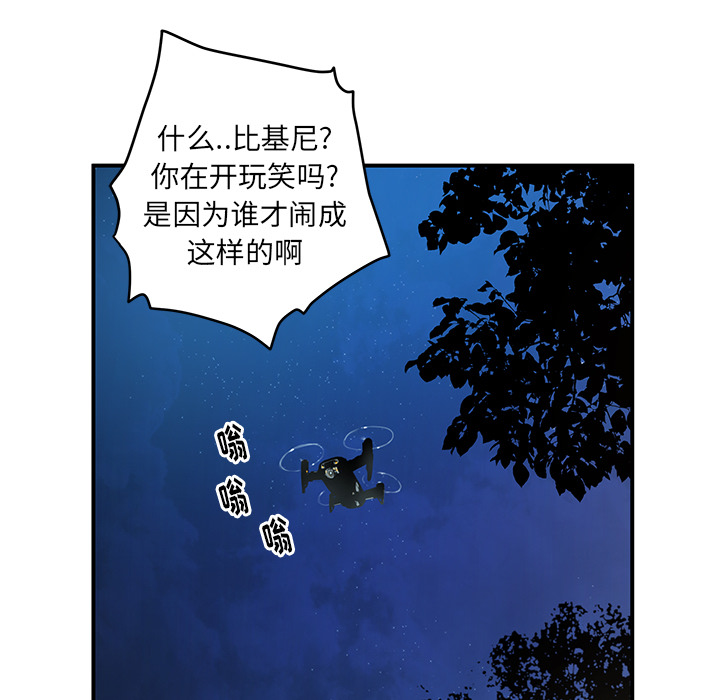 什么..比基尼?
你在开玩笑吗?
是因为谁才闹成
这样的啊
嗡
嗡
嗡